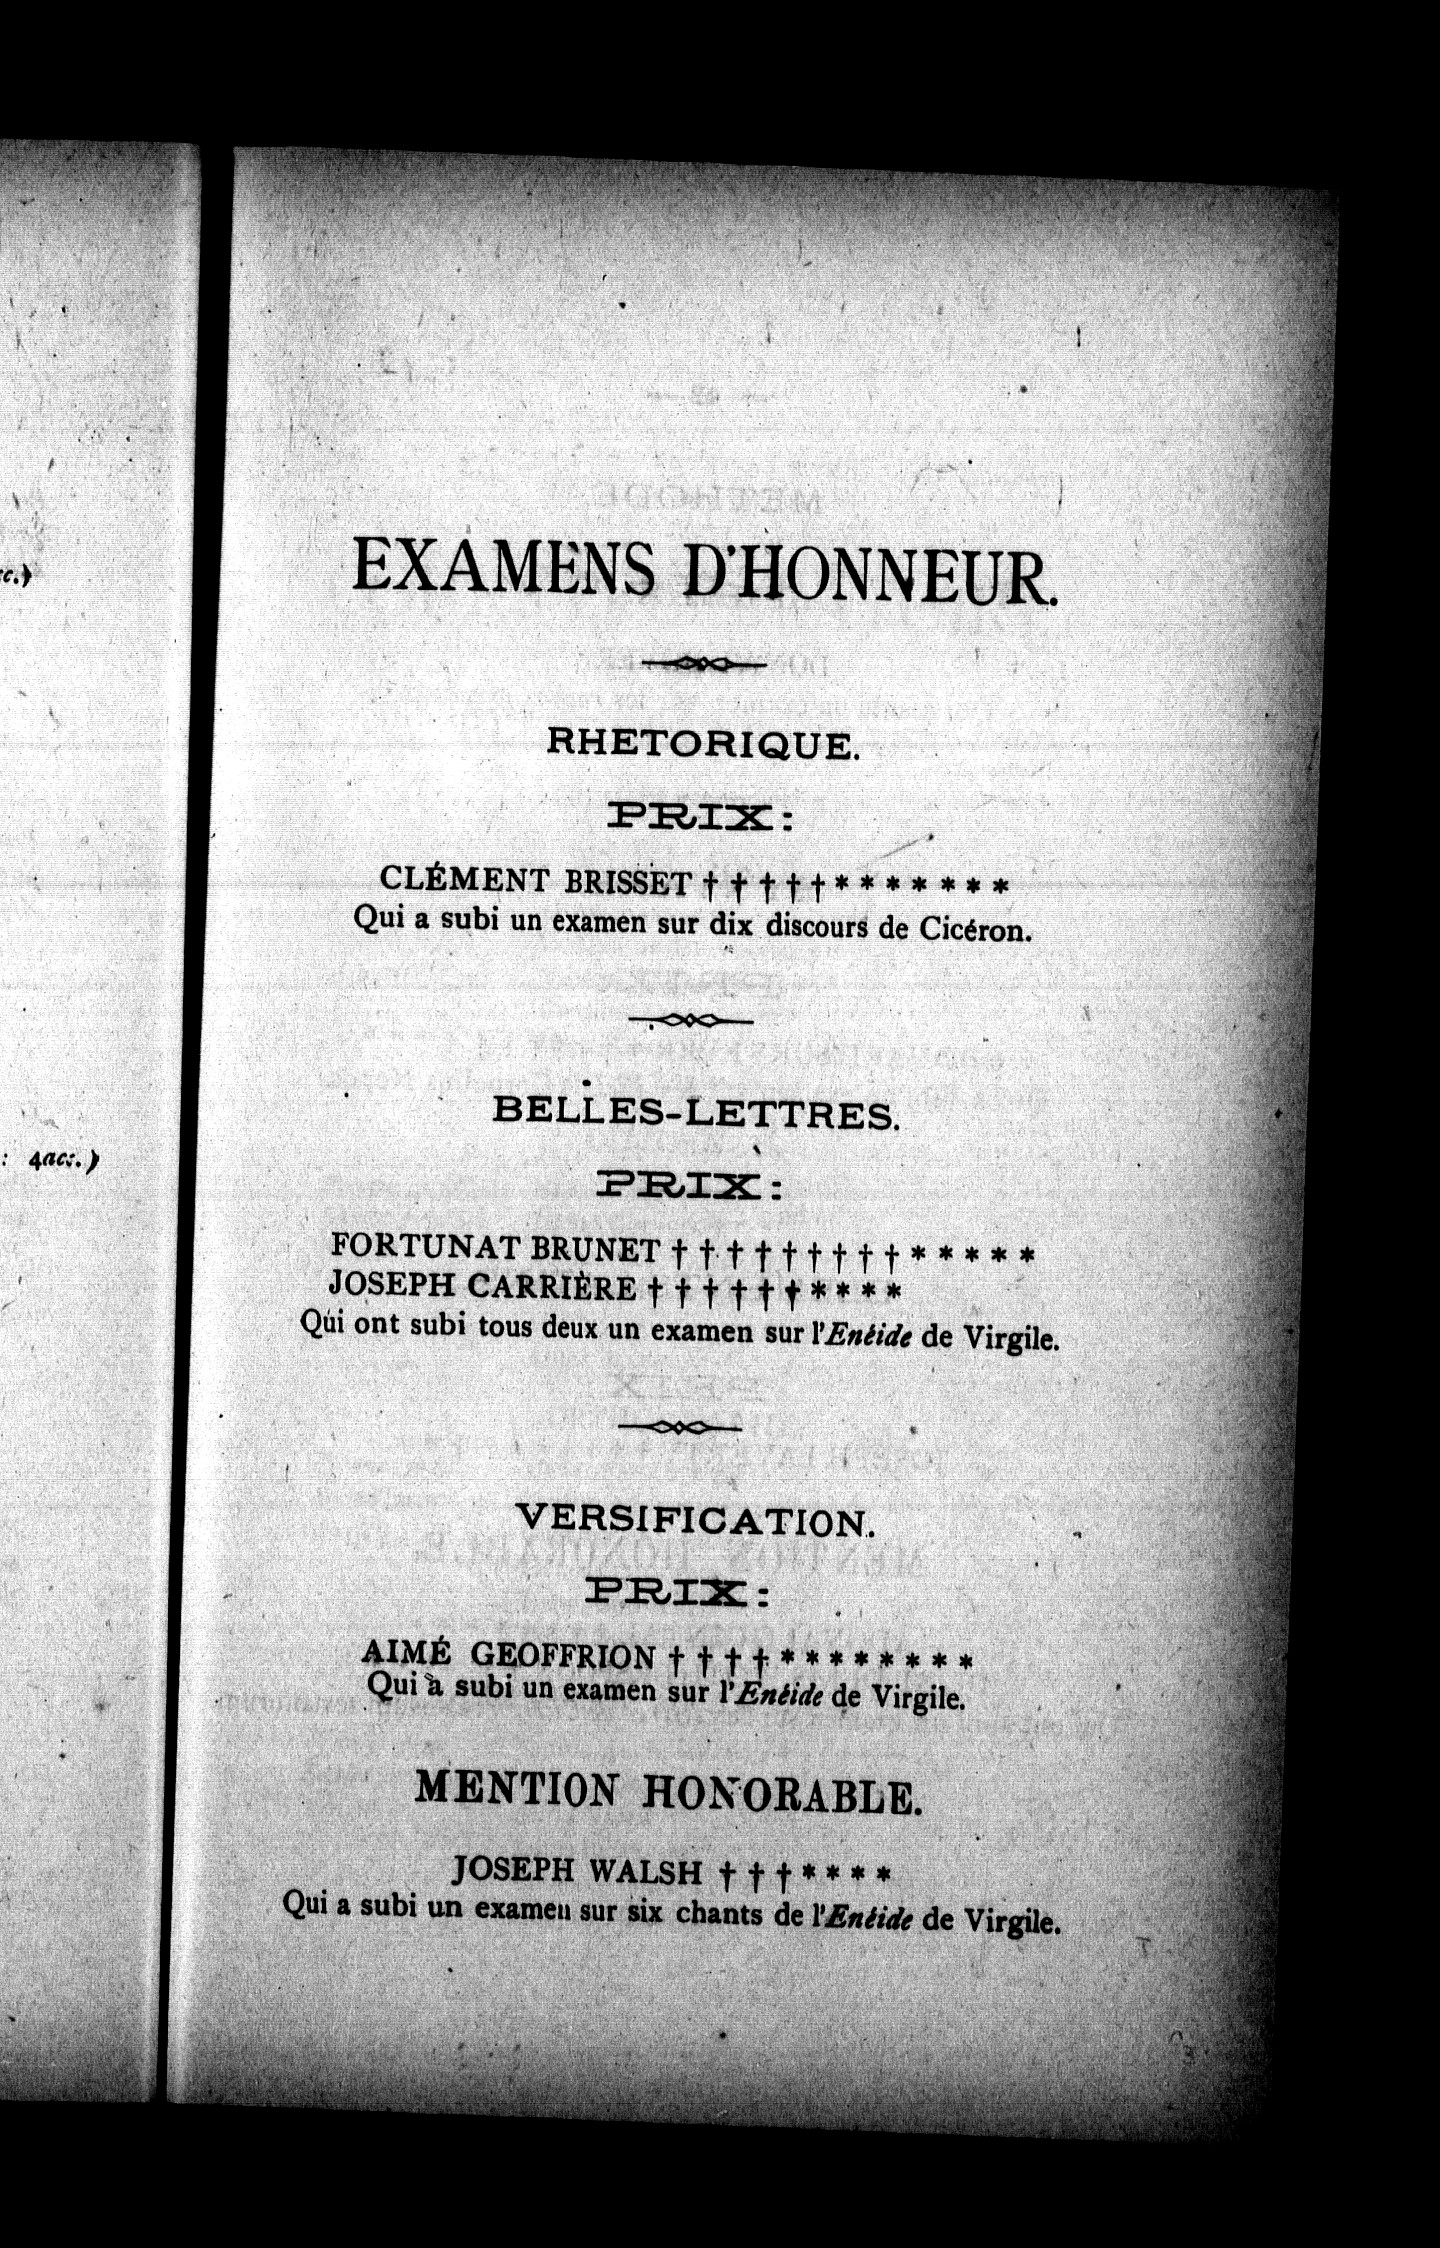 c.)
: 4acs.)
EXAMENS D'HONNEUR.
RHETORIQUE.
PRIX:
CLÉMENT BRISSET † † † † † * * * * * * *
Qui a subi un examen sur dix discours de Cicéron.
BELLES-LETTRES.
PRIX:
FORTUNAT BRUNET † † † † † † † † † * * * * *
JOSEPH CARRIÈRE † † † † † † * * * *
Qui ont subi tous deux un examen sur l'Enéide de Virgile.
VERSIFICATION.
PRIX:
AIMÉ GEOFFRION † † † † * * * * * * * *
Qui a subi un examen sur l'Enéide de Virgile.
MENTION HONORABLE.
JOSEPH WALSH † † † * * * *
Qui a subi un examen sur six chants de l'Enéide de Virgile.